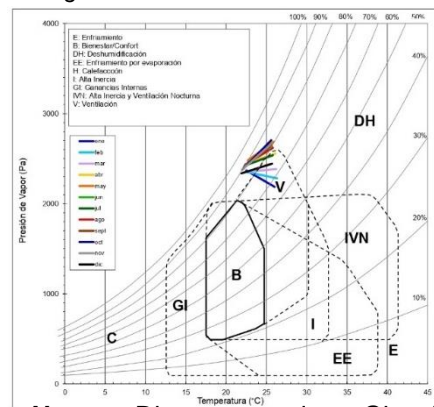 100% 90% 80% 70% 60% 50%
E: Enfriamiento
B: Bienestar/Confort
DH: Deshumidificación
EE: Enfriamiento por evaporación
H: Calefacción
I: Alta Inercia
GI: Ganancias Internas
IVN: Alta Inercia y Ventilación Nocturna
V: Ventilación
4000
3000
2000
1000
0
Presión de Vapor (Pa)
ene
feb
mar
abr
may
jun
jul
ago
sept
oct
nov
dic
40%
30%
20%
10%
DH
V
IVN
B
GI
C
I
EE
E
0 5 10 15 20 25 30 35 40 45
Temperatura (°C)